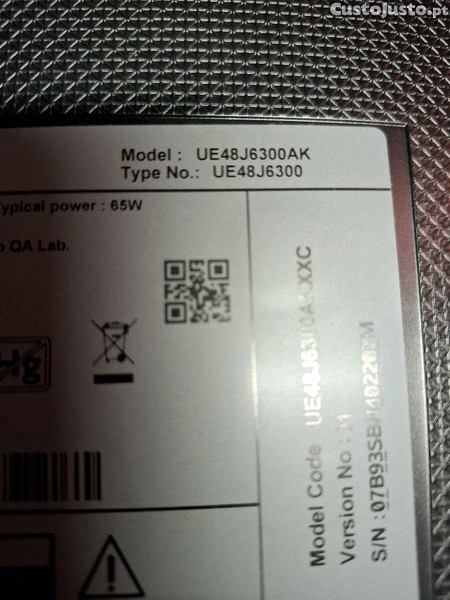 CustoJusto.pt
Model : UE48J6300AK
Type No.: UE48J6300
Typical power : 65W
QA Lab.
Hg
Model Code
Version No :
S/N :